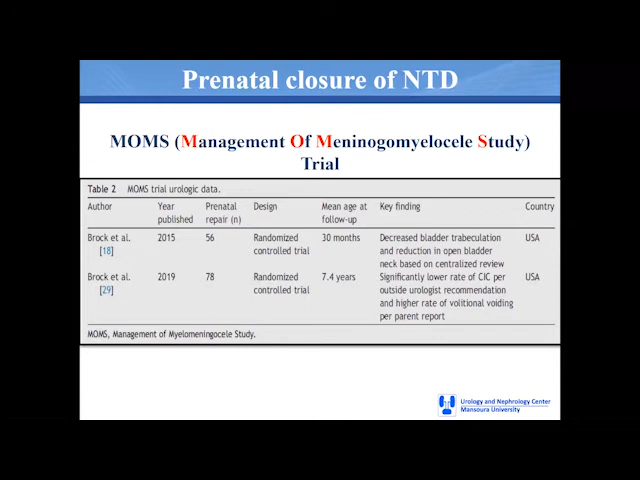 Prenatal closure of NTD
MOMS (Management Of Meninogomyelocele Study)
Trial
Table 2 MOMS trial urologic data.
Author Year published Prenatal repair (n) Design Mean age at follow-up Key finding Country
Brock et al. [18] 2015 56 Randomized controlled trial 30 months Decreased bladder trabeculation and reduction in open bladder neck based on centralized review USA
Brock et al. [29] 2019 78 Randomized controlled trial 7.4 years Significantly lower rate of CIC per outside urologist recommendation and higher rate of volitional voiding per parent report USA
MOMS, Management of Myelomeningocele Study.
Urology and Nephrology Center
Mansoura University